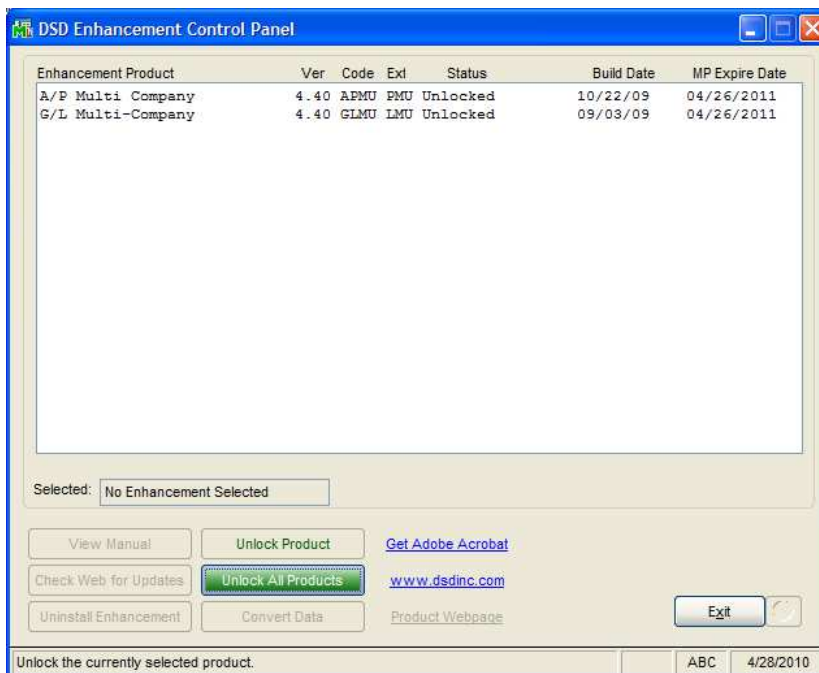 DSD Enhancement Control Panel
Enhancement Product Ver Code Ext Status Build Date MP Expire Date
A/P Multi Company 4.40 APMU PMU Unlocked 10/22/09 04/26/2011
G/L Multi-Company 4.40 GLMU LMU Unlocked 09/03/09 04/26/2011
Selected: No Enhancement Selected
View Manual Unlock Product Get Adobe Acrobat
Check Web for Updates Unlock All Products www.dsdinc.com
Uninstall Enhancement Convert Data Product Webpage Exit
Unlock the currently selected product. ABC 4/28/2010